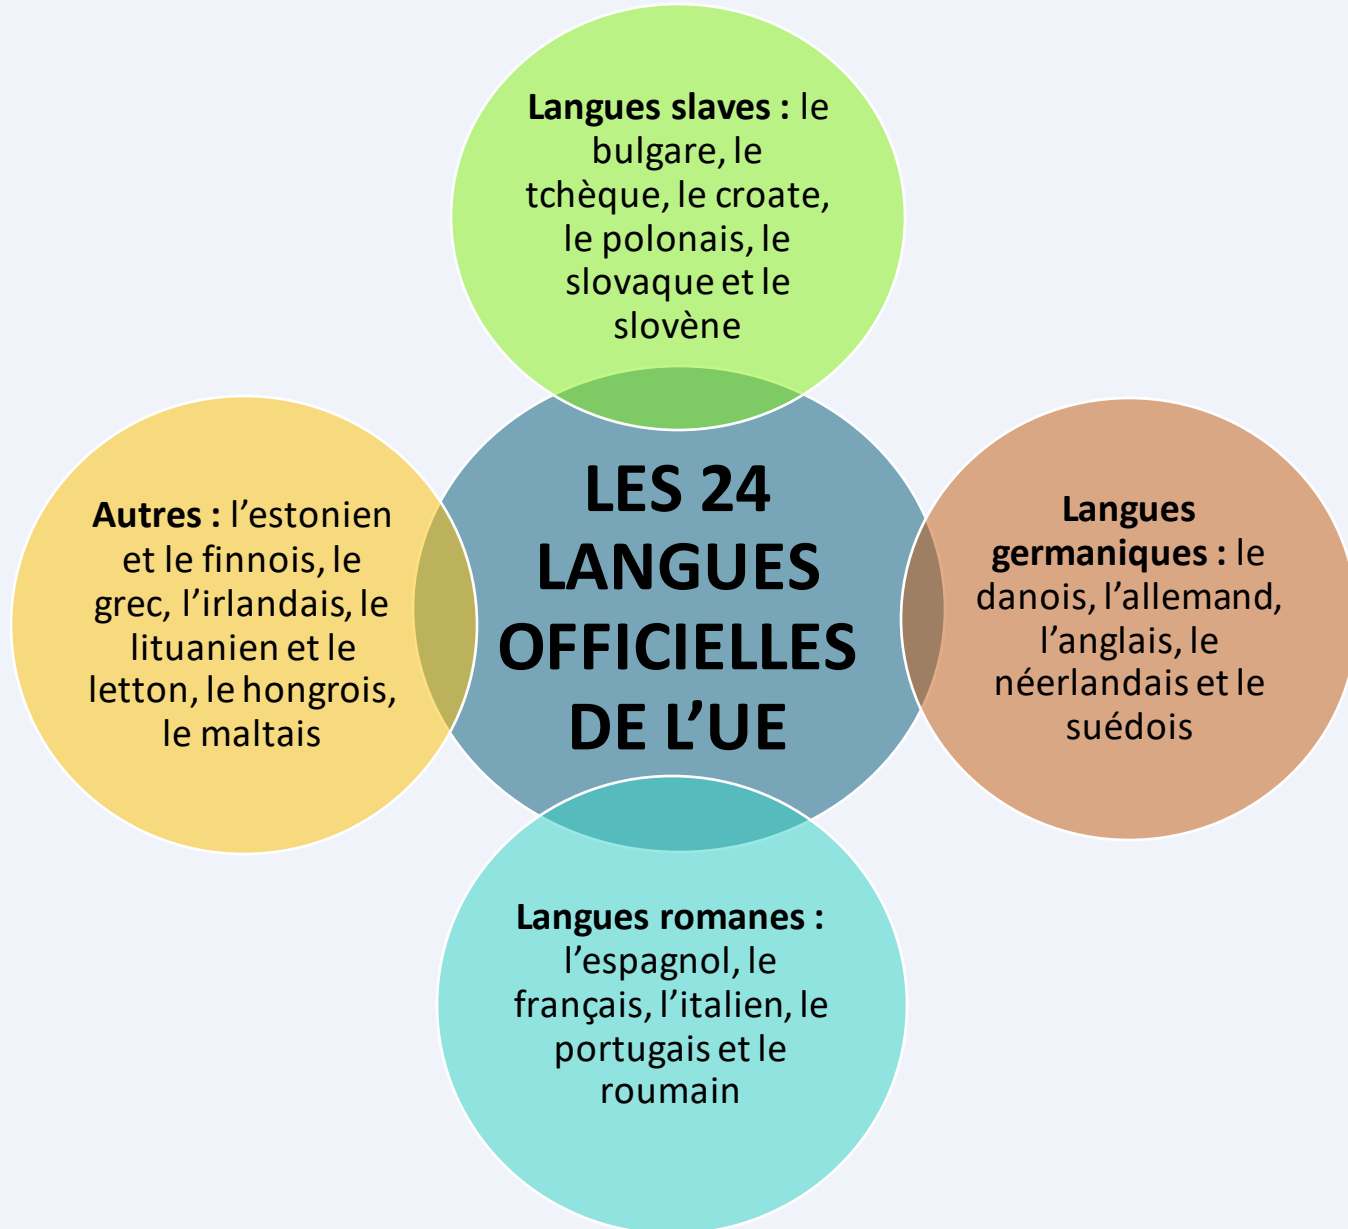 Langues slaves : le
bulgare, le
tchèque, le croate,
le polonais, le
slovaque et le
slovène
Autres : l’estonien
et le finnois, le
grec, l’irlandais, le
lituanien et le
letton, le hongrois,
le maltais
LES 24
LANGUES
OFFICIELLES
DE L’UE
Langues
germaniques : le
danois, l’allemand,
l’anglais, le
néerlandais et le
suédois
Langues romanes :
l’espagnol, le
français, l’italien, le
portugais et le
roumain